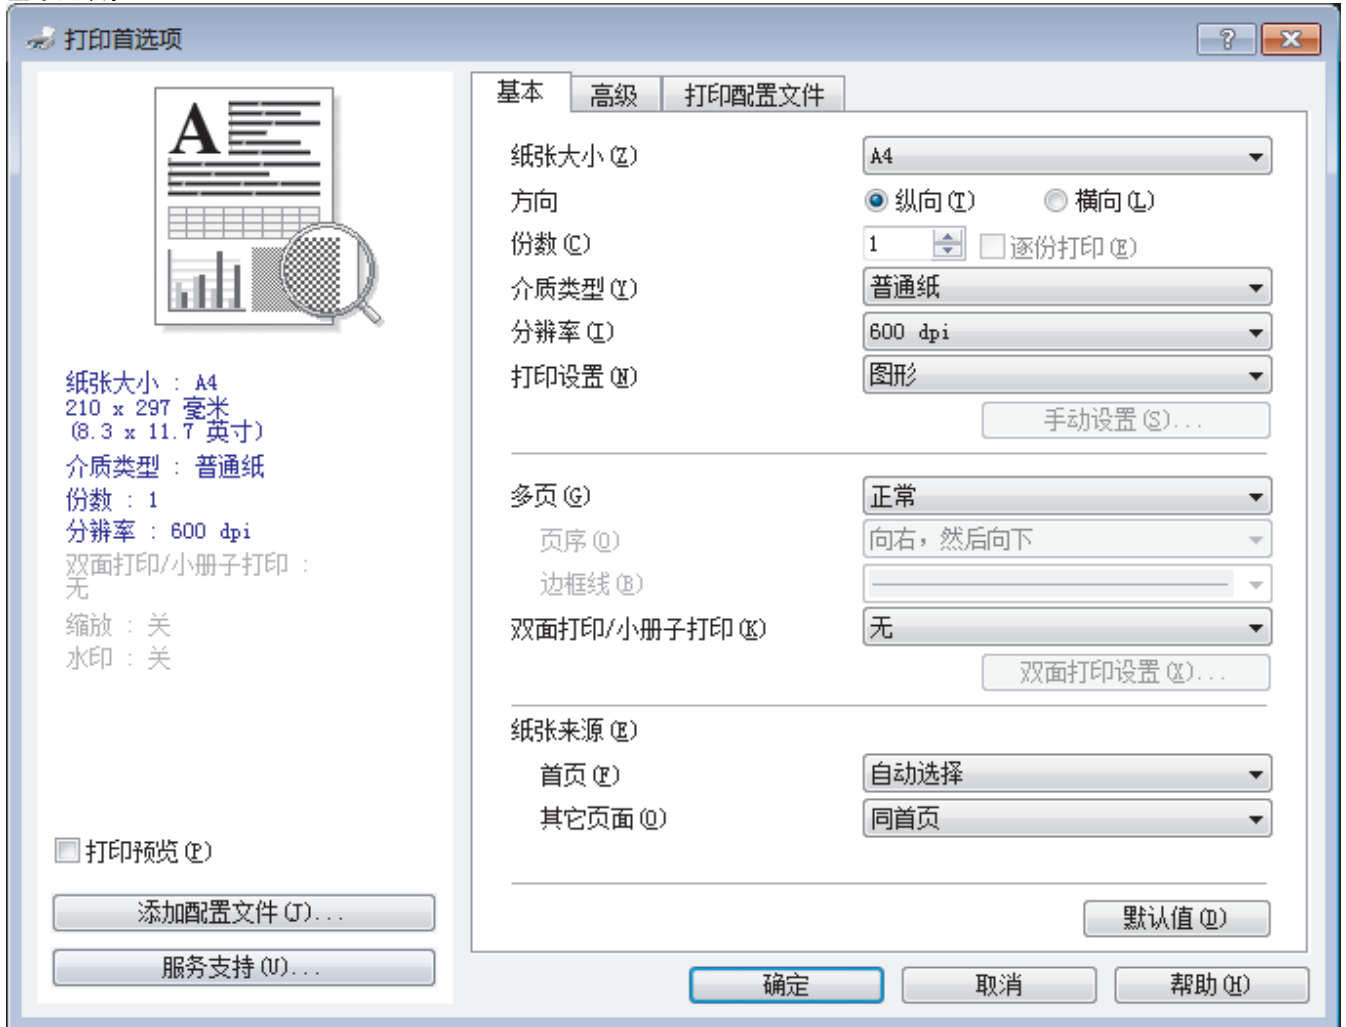 打印首选项
基本 高级 打印配置文件
A
纸张大小(Z) A4
方向 纵向(T) 横向(L)
份数(C) 1 逐份打印(E)
介质类型(Y) 普通纸
分辨率(I) 600 dpi
打印设置(N) 图形
手动设置(S)...
多页(G) 正常
页序(O) 向右，然后向下
边框线(B)
双面打印/小册子打印(K) 无
双面打印设置(X)...
纸张来源(E)
首页(F) 自动选择
其它页面(O) 同首页
默认值(D)
纸张大小 : A4
210 x 297 毫米
(8.3 x 11.7 英寸)
介质类型 : 普通纸
份数 : 1
分辨率 : 600 dpi
双面打印/小册子打印 :
无
缩放 : 关
水印 : 关
打印预览(P)
添加配置文件(J)...
服务支持(U)...
确定 取消 帮助(H)